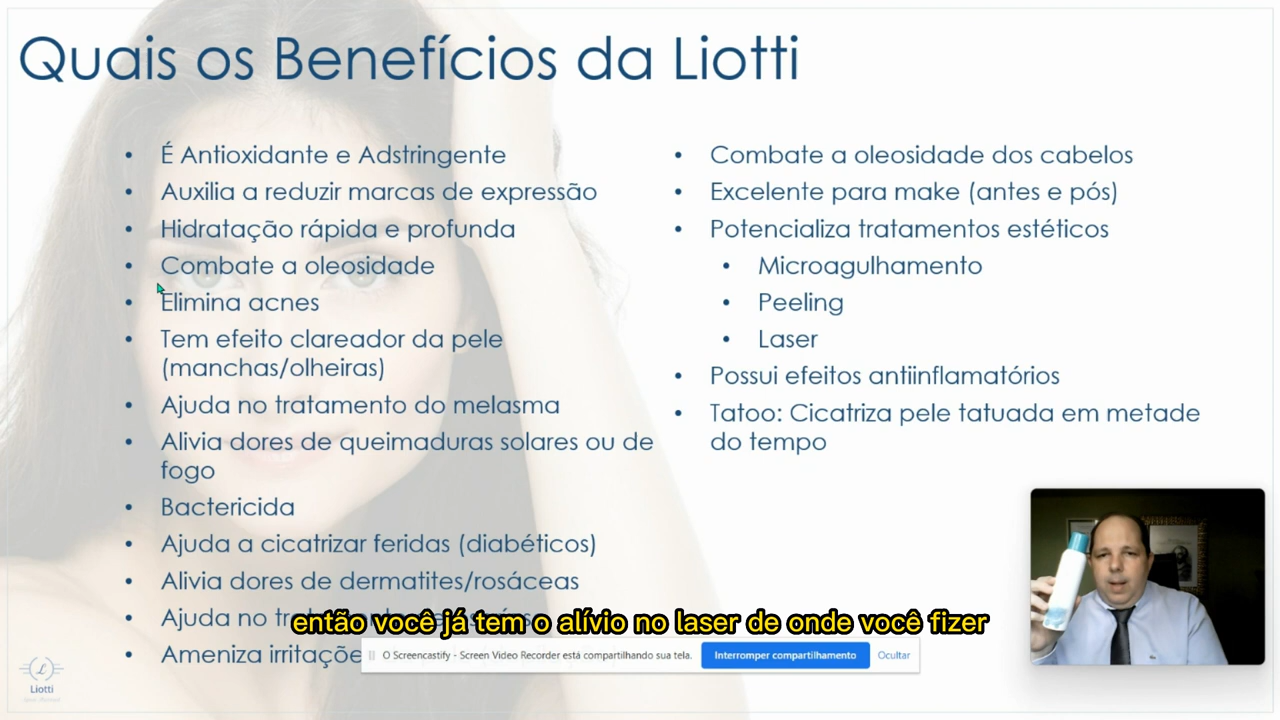 Quais os Benefícios da Liotti
• É Antioxidante e Adstringente
• Auxilia a reduzir marcas de expressão
• Hidratação rápida e profunda
• Combate a oleosidade
• Elimina acnes
• Tem efeito clareador da pele
(manchas/olheiras)
• Ajuda no tratamento do melasma
• Alivia dores de queimaduras solares ou de
fogo
• Bactericida
• Ajuda a cicatrizar feridas (diabéticos)
• Alivia dores de dermatites/rosáceas
• Ajuda no
• Ameniza
• Combate a oleosidade dos cabelos
• Excelente para make (antes e pós)
• Potencializa tratamentos estéticos
• Microagulhamento
• Peeling
• Laser
• Possui efeitos antiinflamatórios
• Tatoo: Cicatriza pele tatuada em metade
do tempo
então você já tem o alívio no laser de onde você fizer
O Screencastify - Screen Video Recorder está compartilhando sua tela.
Interromper compartilhamento
Ocultar
Liotti